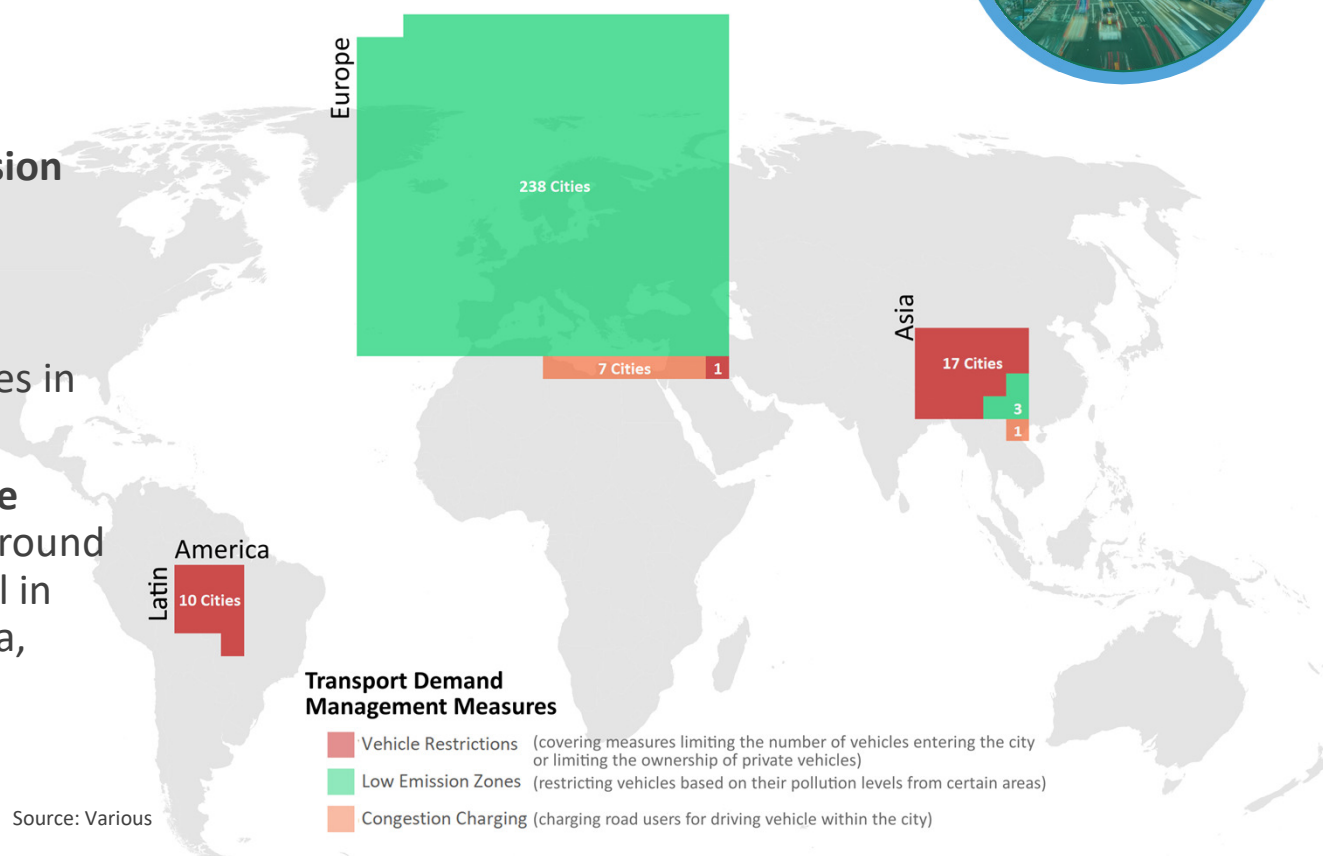 sion
es in
e
round
l in
a,
Europe
238 Cities
7 Cities
1
Asia
17 Cities
3
1
America
Latin
10 Cities
Transport Demand
Management Measures
Vehicle Restrictions (covering measures limiting the number of vehicles entering the city
or limiting the ownership of private vehicles)
Low Emission Zones (restricting vehicles based on their pollution levels from certain areas)
Congestion Charging (charging road users for driving vehicle within the city)
Source: Various